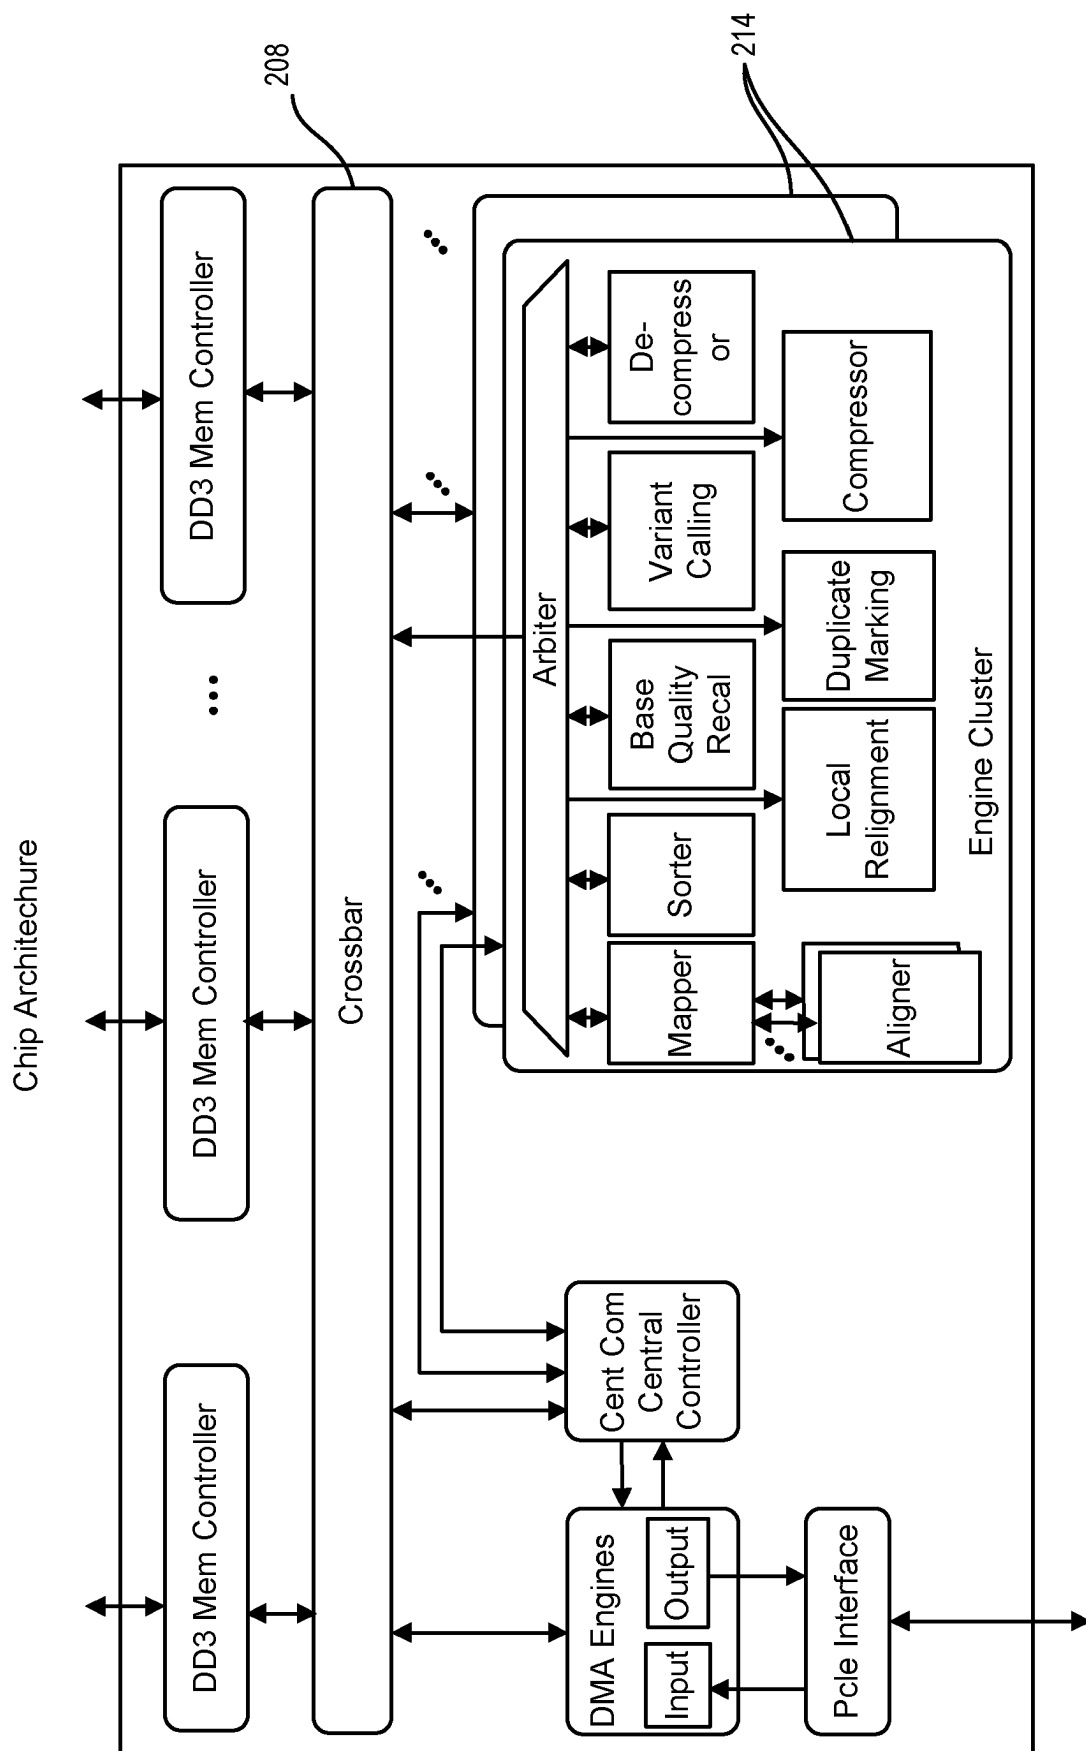 Chip Architechure
208
DD3 Mem Controller
DD3 Mem Controller
DD3 Mem Controller
Crossbar
214
Arbiter
Cent Com
Central
Controller
DMA Engines
Input
Output
Pcle Interface
Mapper
Sorter
Base
Quality
Recal
Variant
Calling
De-
compress
or
Aligner
Local
Relignment
Duplicate
Marking
Compressor
Engine Cluster